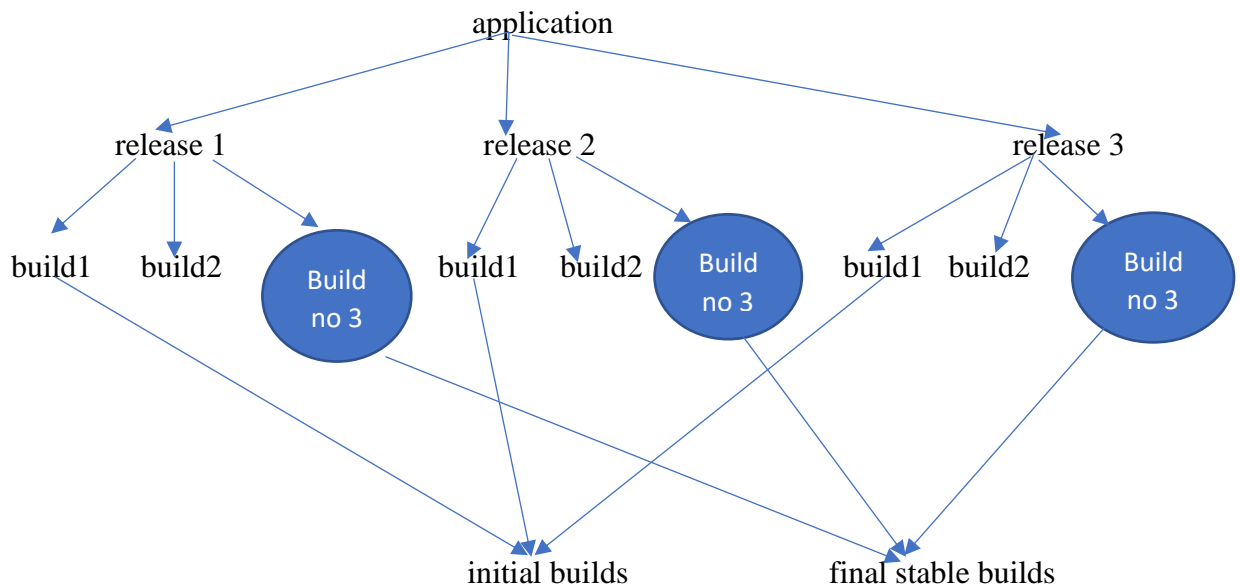 application
release 1
release 2
release 3
build1
build2
Build
no 3
build1
build2
Build
no 3
build1
build2
Build
no 3
initial builds
final stable builds